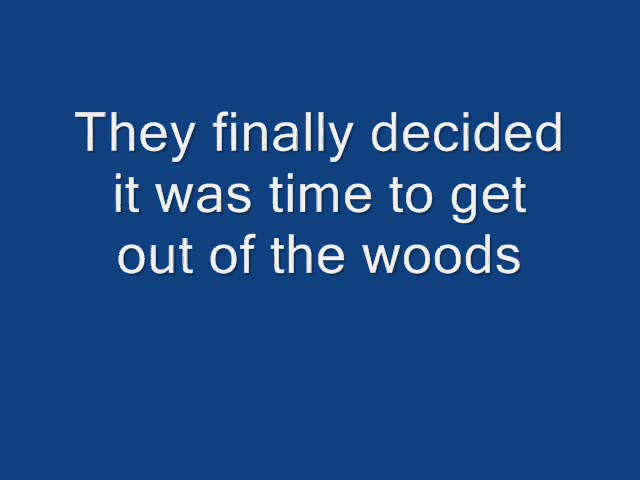 They finally decided
it was time to get
out of the woods